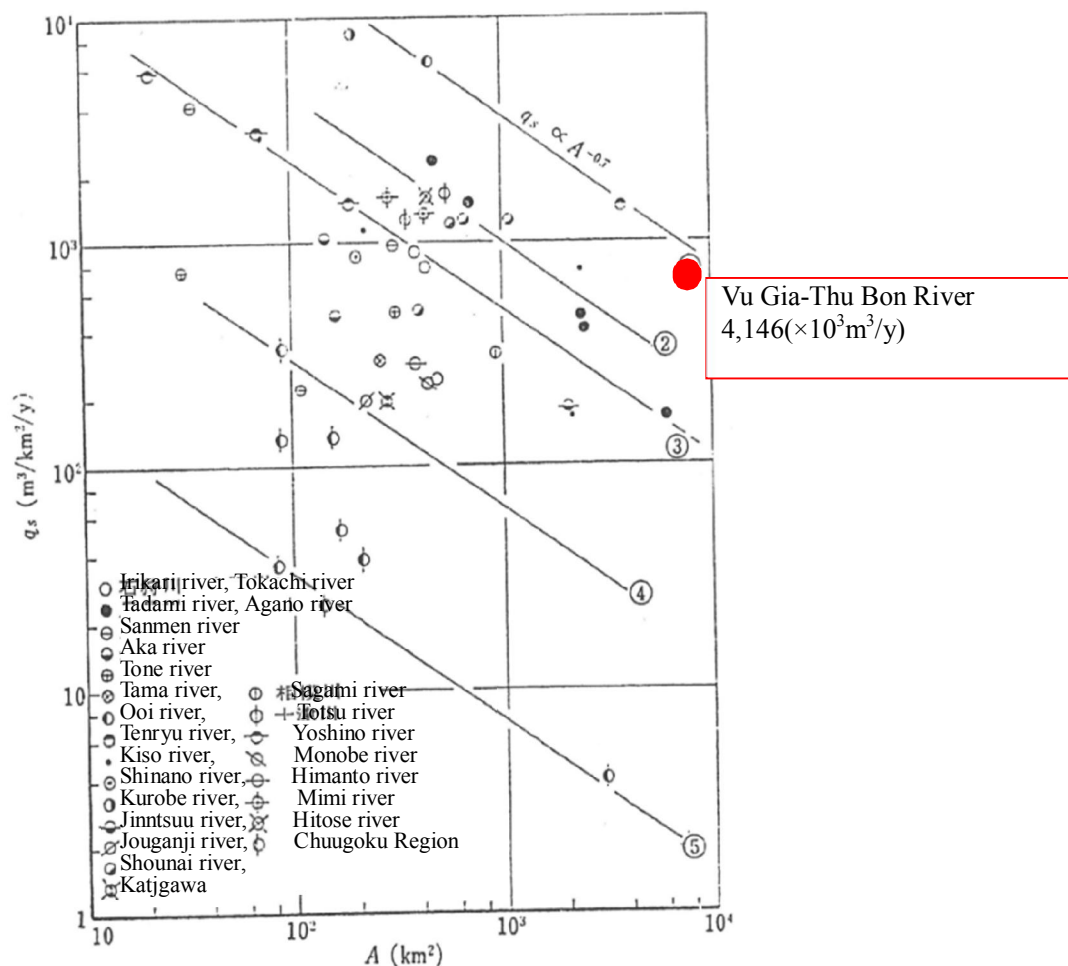 10¹
q_s ∝ A⁻⁰·⁷
10³
Vu Gia-Thu Bon River
4,146(×10³m³/y)
②
③
10²
q_s (m³/km²/y)
④
Irikari river, Tokachi river
Tadami river, Agano river
Sanmen river
Aka river
Tone river
10
Tama river, Sagami river
Ooi river, Totsu river
Tenryu river, Yoshino river
Kiso river, Monobe river
Shinano river, Himanto river
Kurobe river, Mimi river
Jinntsuu river, Hitose river
Jouganji river, Chuugoku Region
⑤
Shounai river,
Katjgawa
1
10 10² 10³ 10⁴
A (km²)